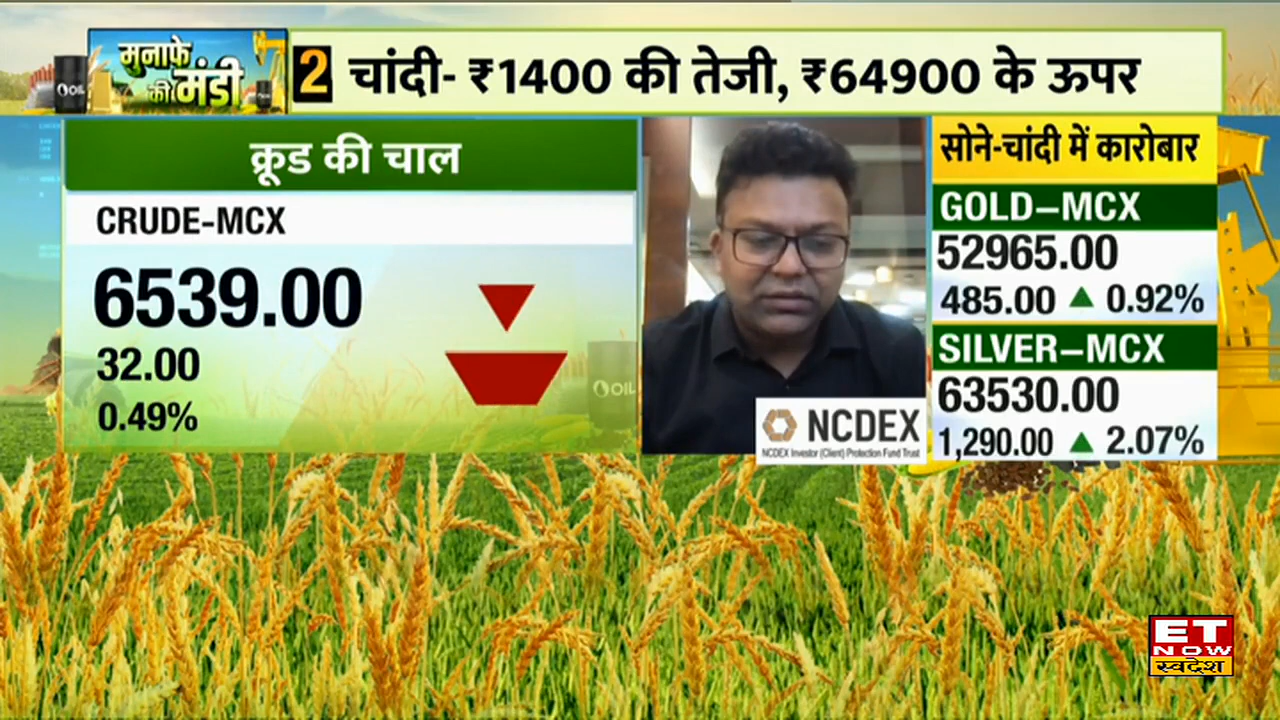 मुनाफे
की मंडी
OIL
2 चांदी- ₹1400 की तेजी, ₹64900 के ऊपर
क्रूड की चाल
CRUDE-MCX
6539.00
32.00
0.49%
OIL
NCDEX
NCDEX Investor (Client) Protection Fund Trust
सोने-चांदी में कारोबार
GOLD–MCX
52965.00
485.00 ▲ 0.92%
SILVER–MCX
63530.00
1,290.00 ▲ 2.07%
ET
NOW
स्वदेश